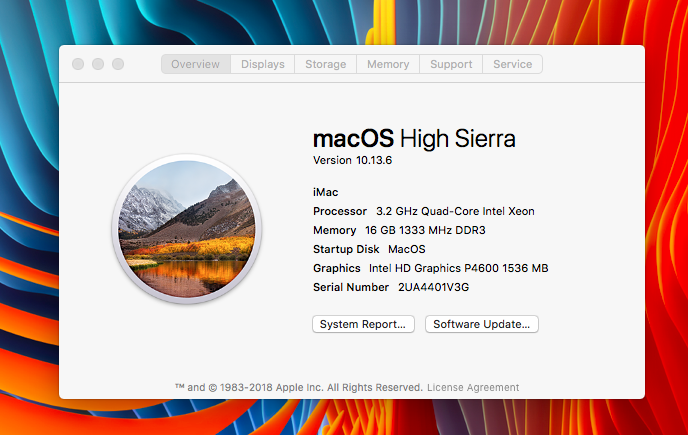 Overview Displays Storage Memory Support Service
macOS High Sierra
Version 10.13.6
iMac
Processor 3.2 GHz Quad-Core Intel Xeon
Memory 16 GB 1333 MHz DDR3
Startup Disk MacOS
Graphics Intel HD Graphics P4600 1536 MB
Serial Number 2UA4401V3G
System Report... Software Update...
™ and © 1983-2018 Apple Inc. All Rights Reserved. License Agreement